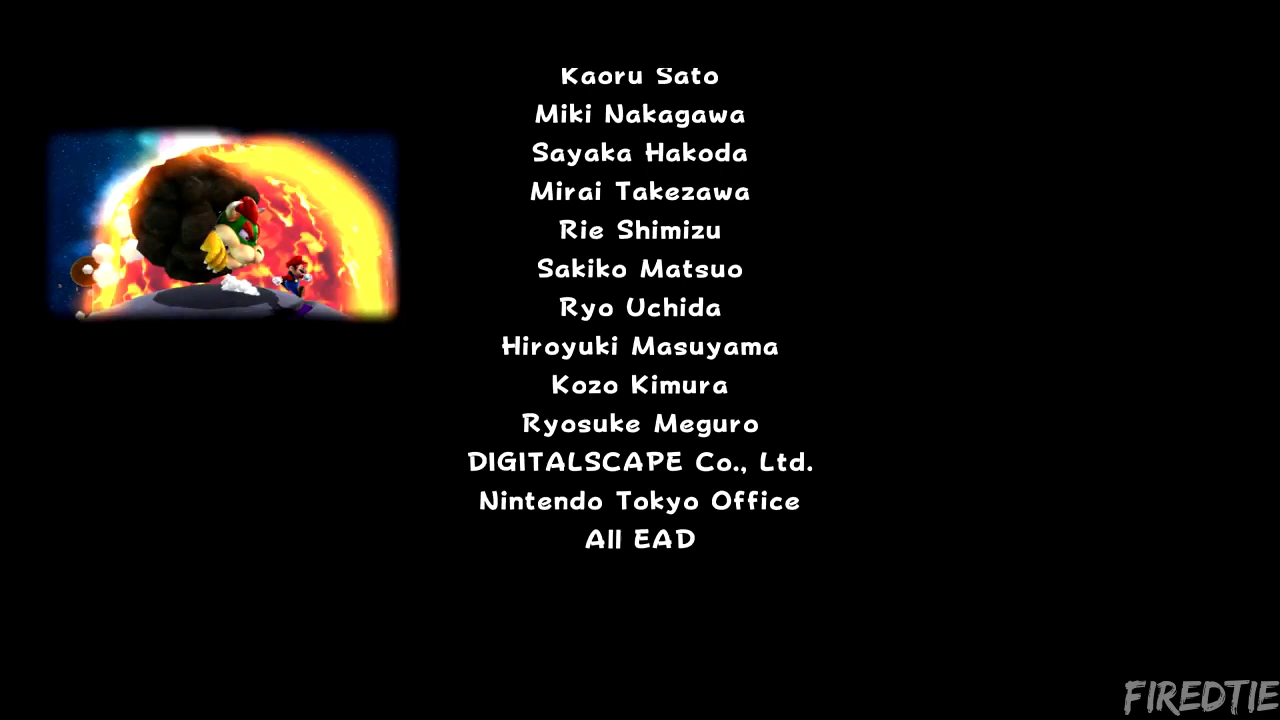 Kaoru Sato
Miki Nakagawa
Sayaka Hakoda
Mirai Takezawa
Rie Shimizu
Sakiko Matsuo
Ryo Uchida
Hiroyuki Masuyama
Kozo Kimura
Ryosuke Meguro
DIGITALSCAPE Co., Ltd.
Nintendo Tokyo Office
All EAD
FIREDTIE